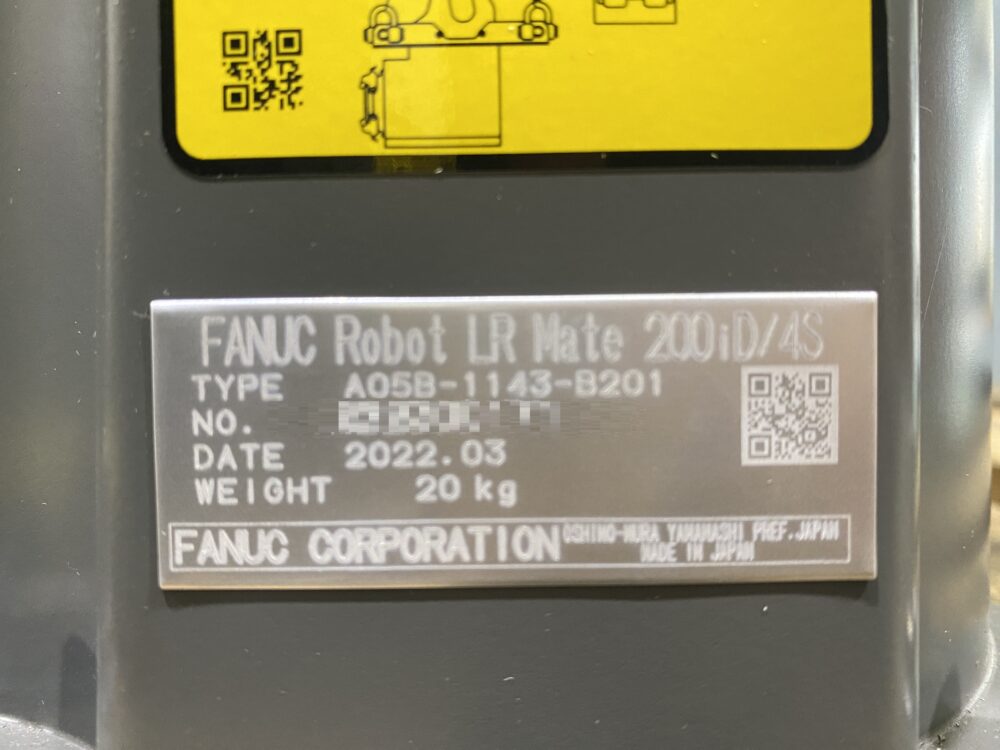 FANUC Robot LR Mate 200iD/4S
TYPE A05B-1143-B201
NO.
DATE 2022.03
WEIGHT 20 kg
FANUC CORPORATION
OSHINO-MURA YAMANASHI PREF. JAPAN
MADE IN JAPAN